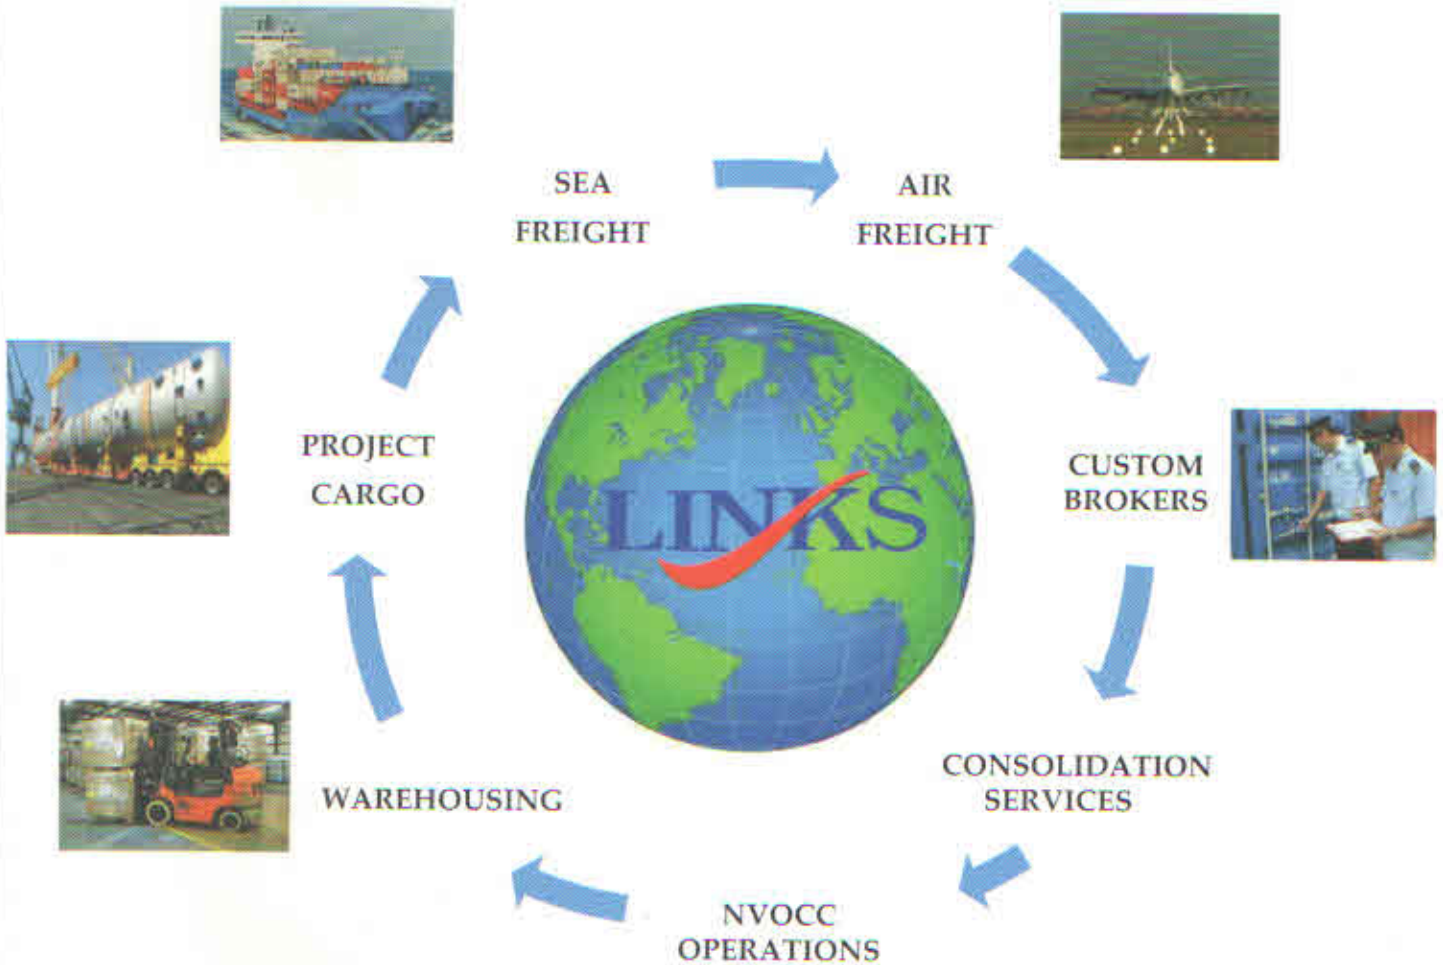 SEA
FREIGHT
AIR
FREIGHT
PROJECT
CARGO
CUSTOM
BROKERS
LINKS
CONSOLIDATION
SERVICES
WAREHOUSING
NVOCC
OPERATIONS